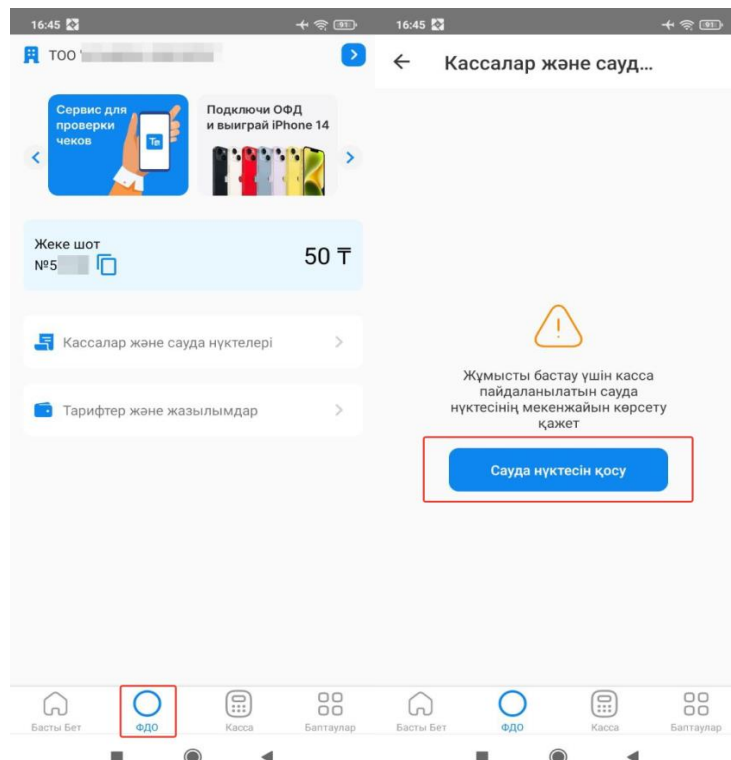 16:45
91
ТОО
Сервис для
проверки
чеков
Подключи ОФД
и выиграй iPhone 14
Жеке шот
№5
50 ₸
Кассалар және сауда нүктелері
Тарифтер және жазылымдар
Басты Бет
ФДО
Касса
Баптаулар
16:45
91
Кассалар және сауд...
Жұмысты бастау үшін касса
пайдаланылатын сауда
нүктесінің мекенжайын көрсету
қажет
Сауда нүктесін қосу
Басты Бет
ФДО
Касса
Баптаулар